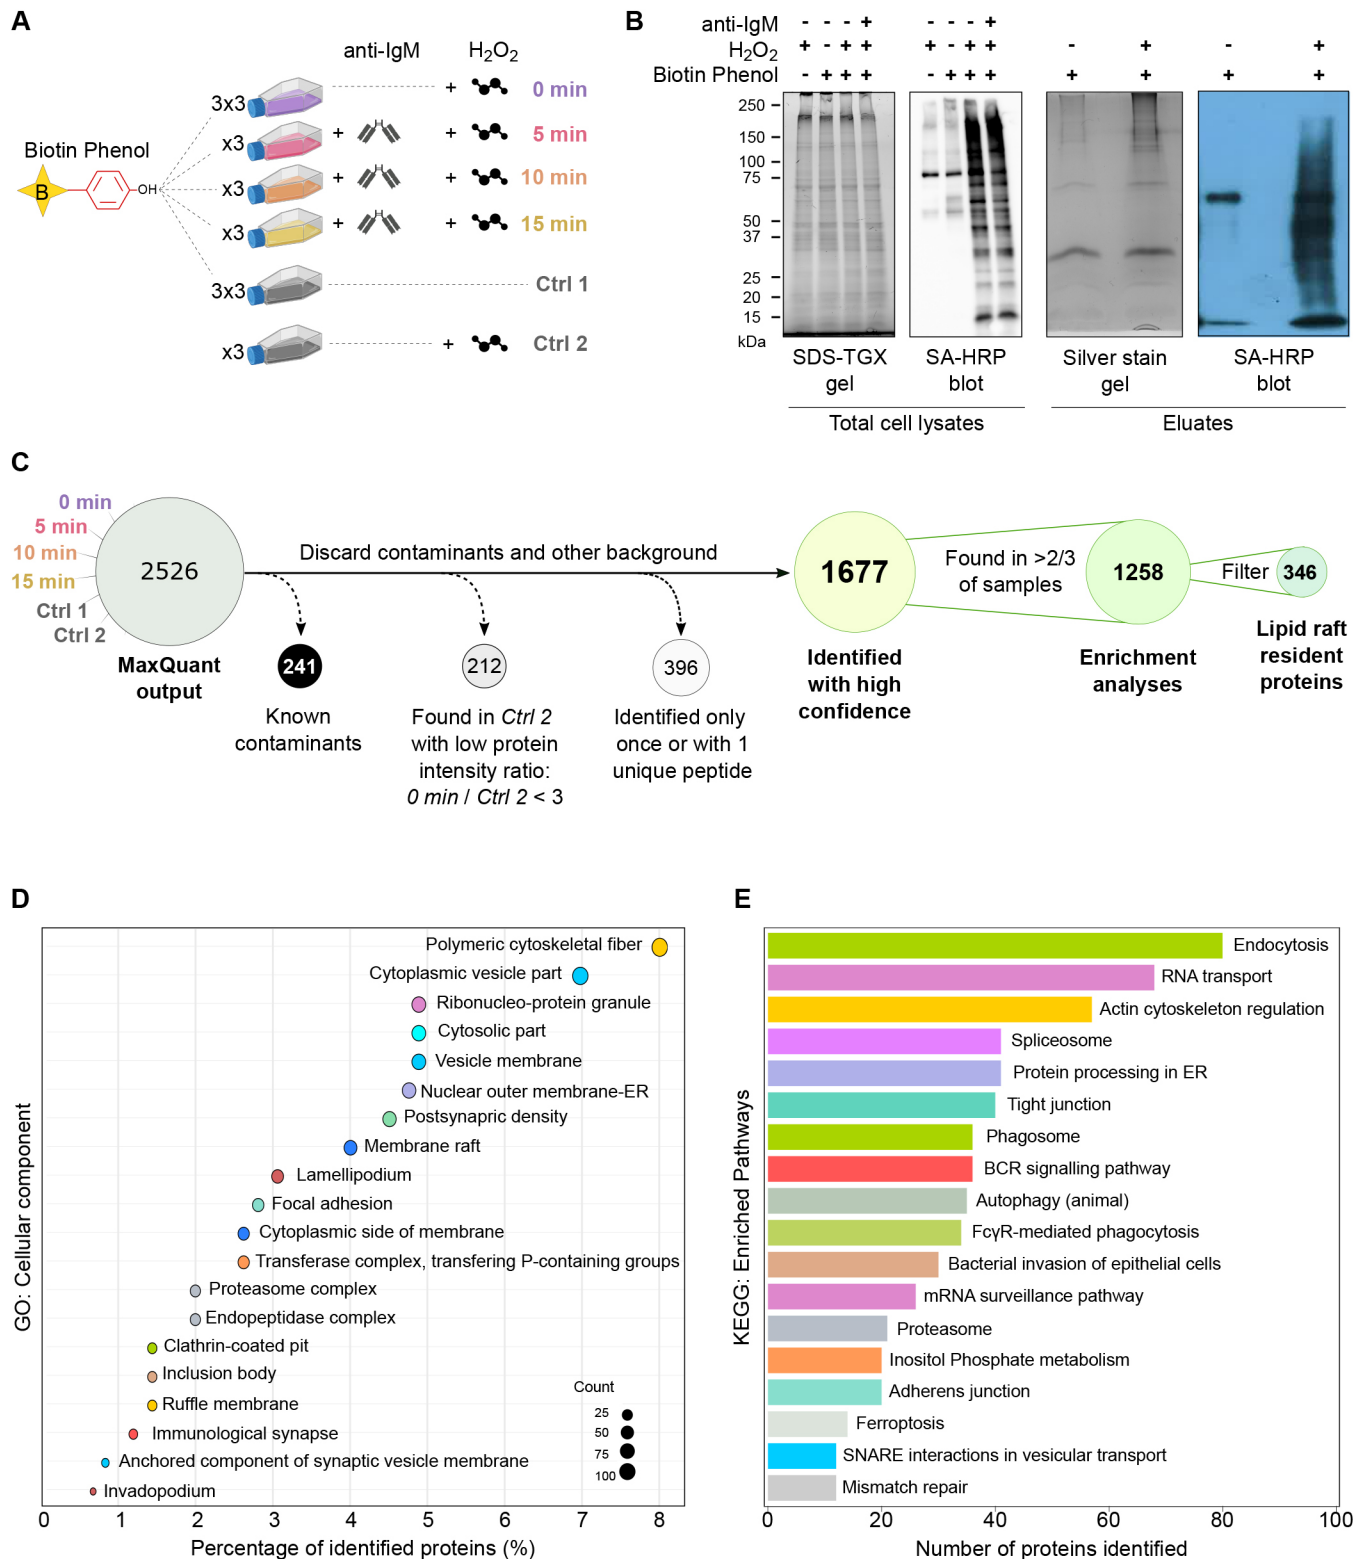 A
anti-IgM
H2O2
Biotin Phenol
B
OH
3x3
+
0 min
x3
+
+
5 min
x3
+
+
10 min
x3
+
+
15 min
3x3
Ctrl 1
x3
+
Ctrl 2
B
anti-IgM - - - + - - - +
H2O2 + - + + + - + + - + - +
Biotin Phenol - + + + - + + + + + + +
250
150
100
75
50
37
25
20
15
kDa
SDS-TGX
gel
SA-HRP
blot
Silver stain
gel
SA-HRP
blot
Total cell lysates
Eluates
C
0 min
5 min
10 min
15 min
Ctrl 1
Ctrl 2
2526
MaxQuant
output
Discard contaminants and other background
241
Known
contaminants
212
Found in Ctrl 2
with low protein
intensity ratio:
0 min / Ctrl 2 < 3
396
Identified only
once or with 1
unique peptide
1677
Identified
with high
confidence
Found in >2/3
of samples
1258
Enrichment
analyses
Filter
346
Lipid raft
resident
proteins
D
GO: Cellular component
Polymeric cytoskeletal fiber
Cytoplasmic vesicle part
Ribonucleo-protein granule
Cytosolic part
Vesicle membrane
Nuclear outer membrane-ER
Postsynapric density
Membrane raft
Lamellipodium
Focal adhesion
Cytoplasmic side of membrane
Transferase complex, transfering P-containing groups
Proteasome complex
Endopeptidase complex
Clathrin-coated pit
Inclusion body
Ruffle membrane
Immunological synapse
Anchored component of synaptic vesicle membrane
Invadopodium
Count
25
50
75
100
0 1 2 3 4 5 6 7 8
Percentage of identified proteins (%)
E
KEGG: Enriched Pathways
Endocytosis
RNA transport
Actin cytoskeleton regulation
Spliceosome
Protein processing in ER
Tight junction
Phagosome
BCR signalling pathway
Autophagy (animal)
FcγR-mediated phagocytosis
Bacterial invasion of epithelial cells
mRNA surveillance pathway
Proteasome
Inositol Phosphate metabolism
Adherens junction
Ferroptosis
SNARE interactions in vesicular transport
Mismatch repair
0 20 40 60 80 100
Number of proteins identified